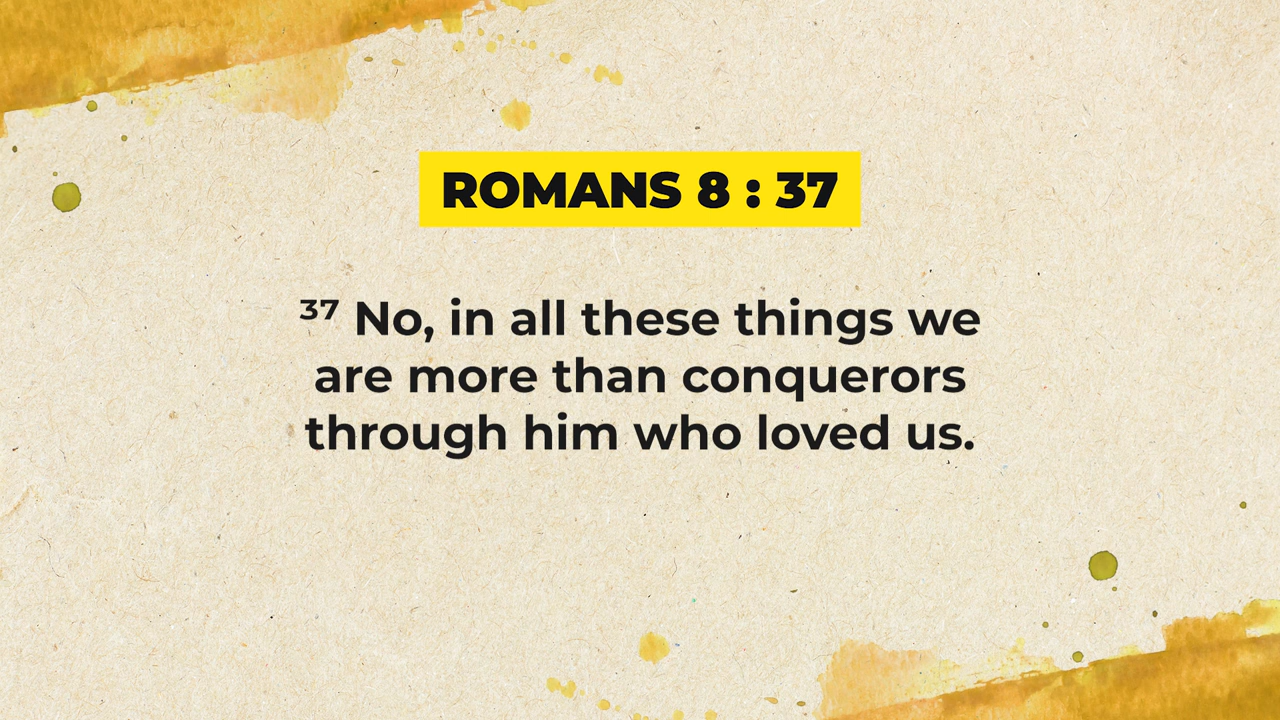 ROMANS 8 : 37
³⁷ No, in all these things we
are more than conquerors
through him who loved us.